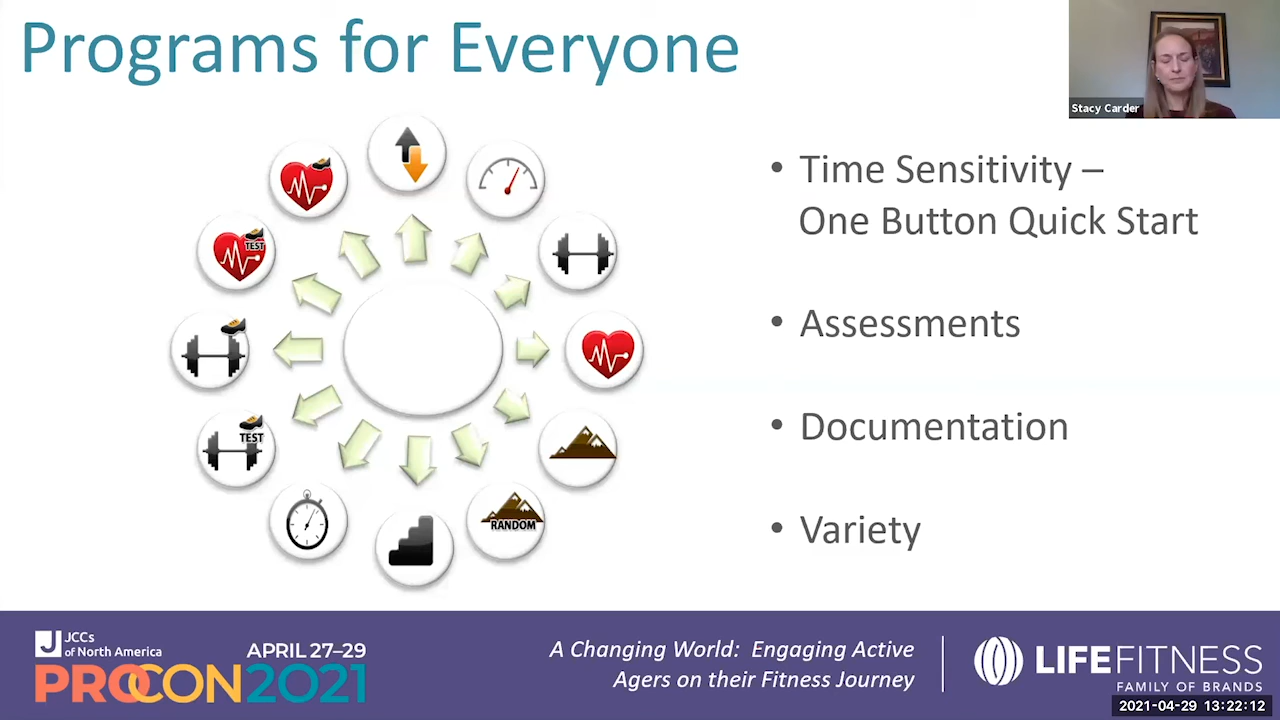 Programs for Everyone
Stacy Carder
• Time Sensitivity –
One Button Quick Start
• Assessments
• Documentation
• Variety
TEST
TEST
RANDOM
J JCCs
of North America
APRIL 27–29
PROCON2021
A Changing World: Engaging Active
Agers on their Fitness Journey
LIFEFITNESS
FAMILY OF BRANDS
2021-04-29 13:22:12